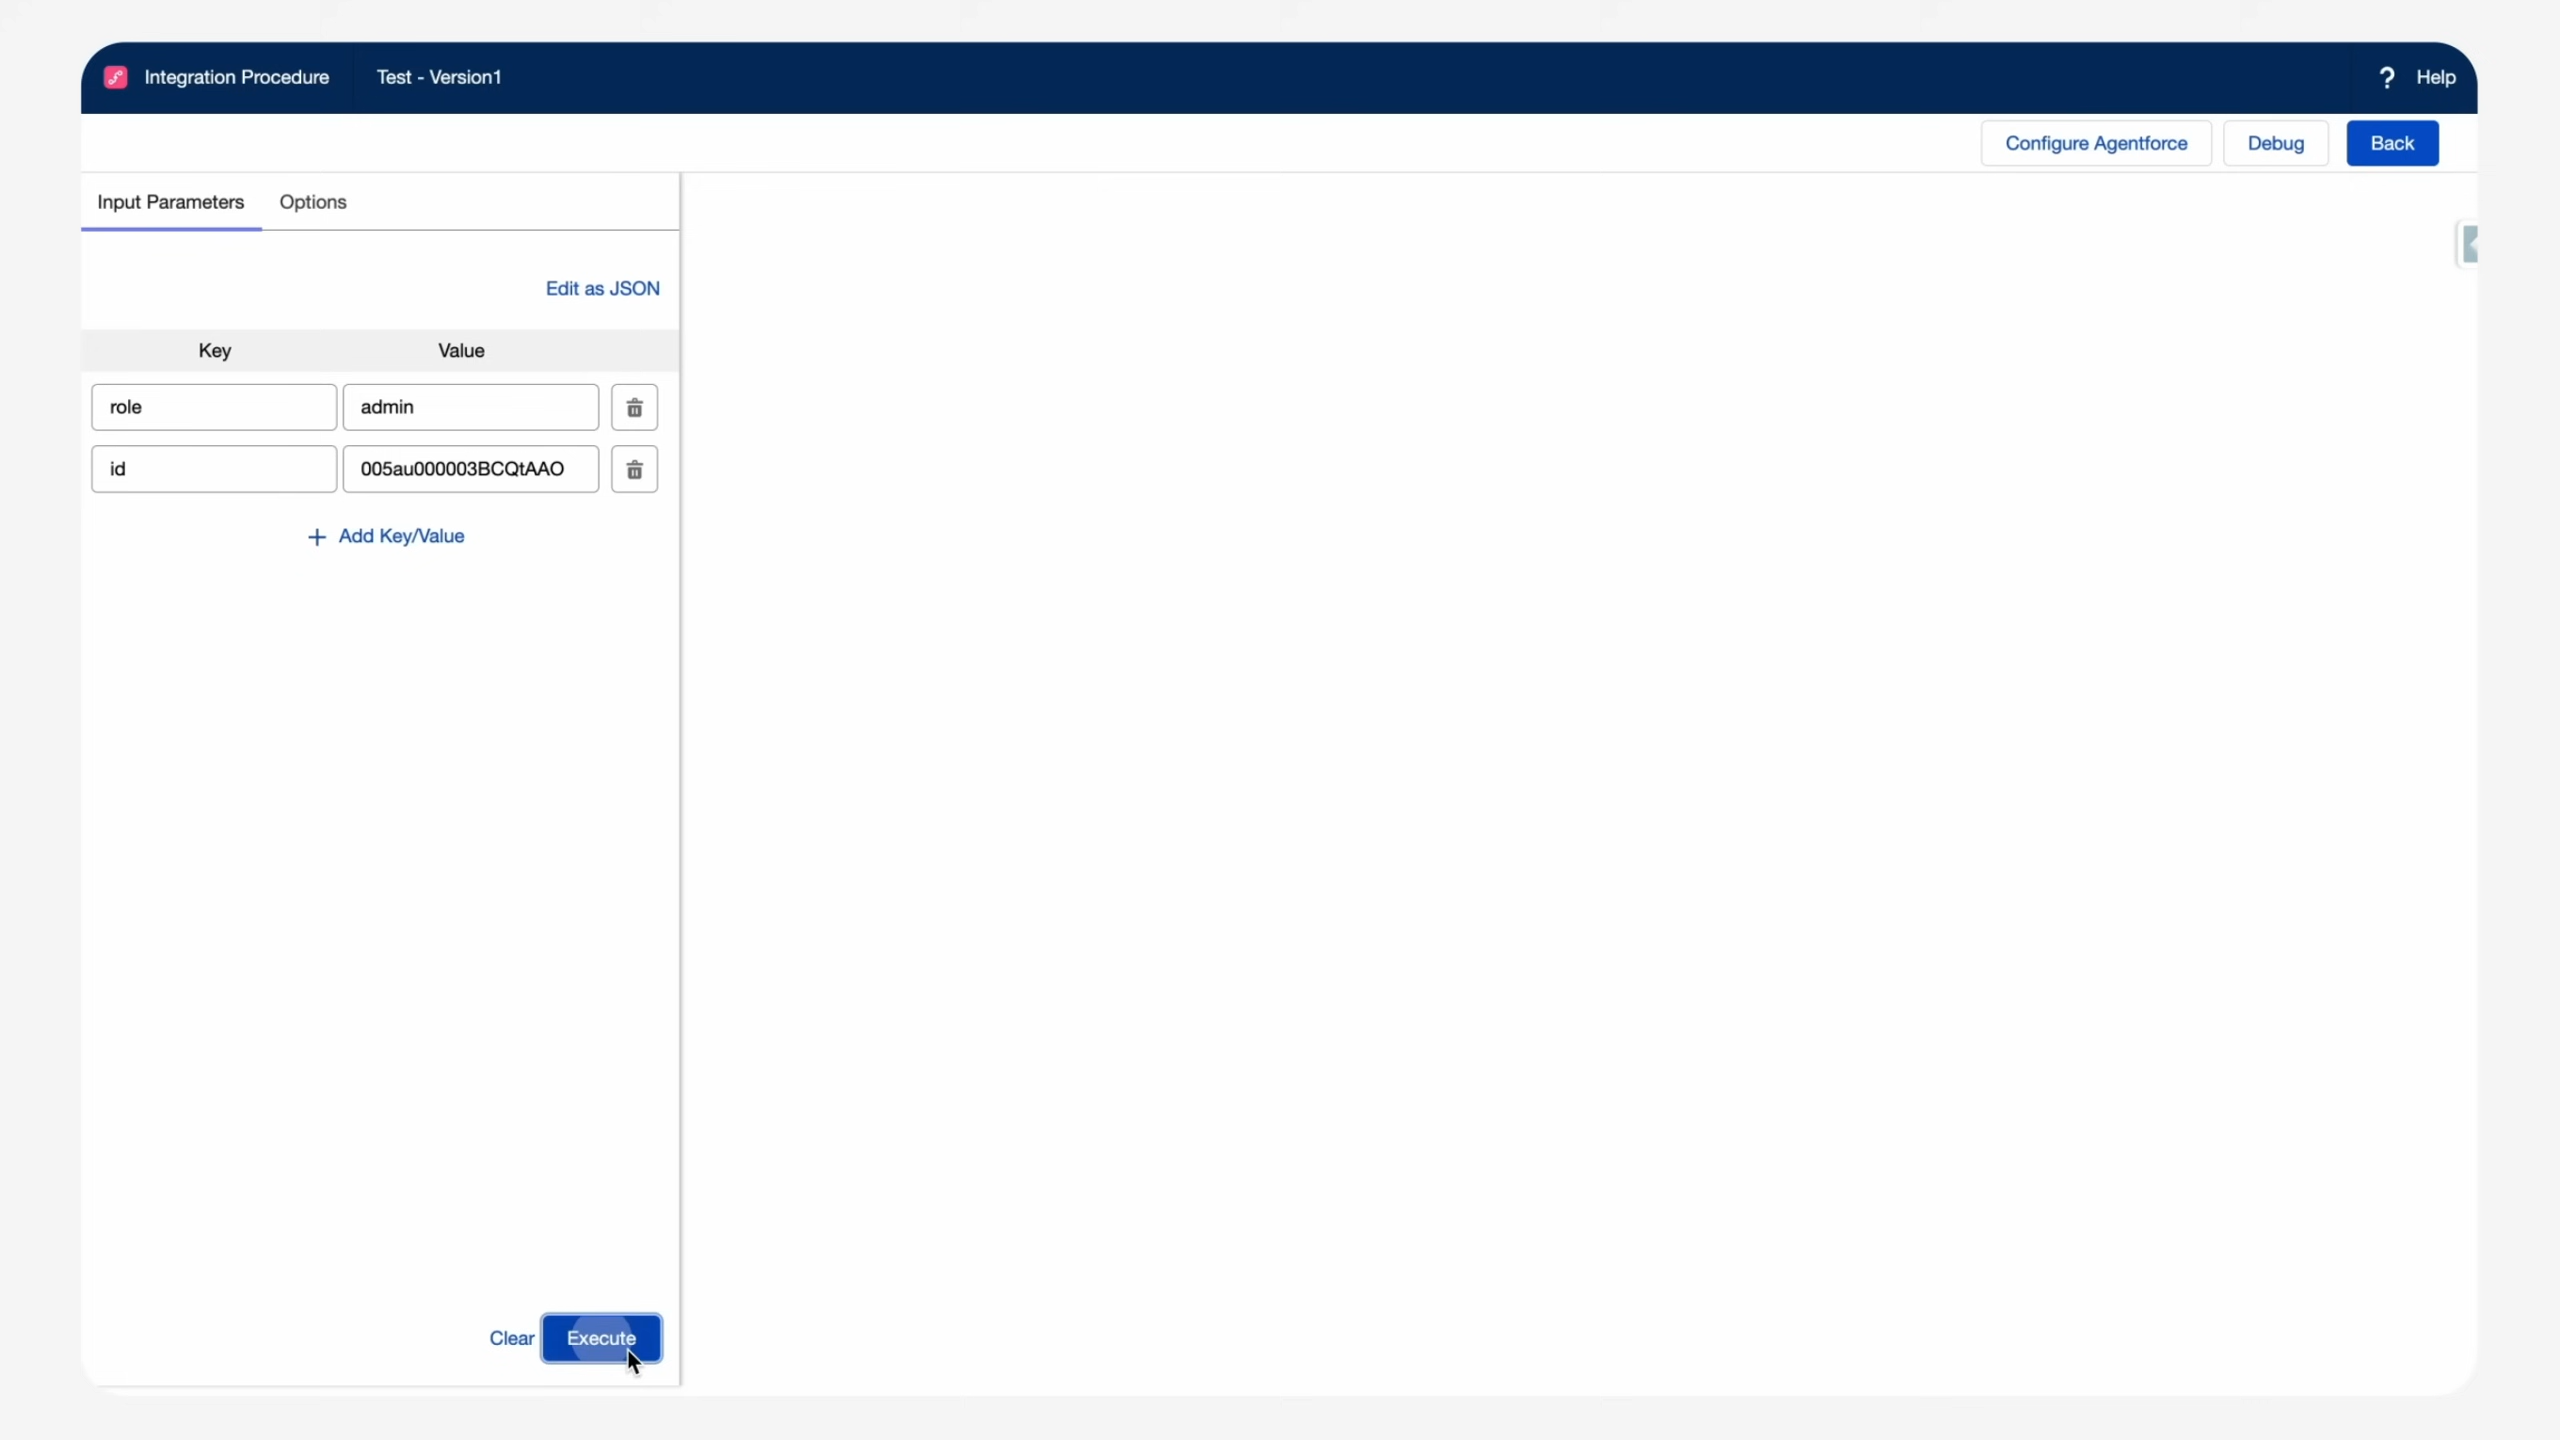 Integration Procedure Test - Version1 ? Help
Configure Agentforce Debug Back
Input Parameters Options
Edit as JSON
Key Value
role admin
id 005au000003BCQtAAO
+ Add Key/Value
Clear Execute